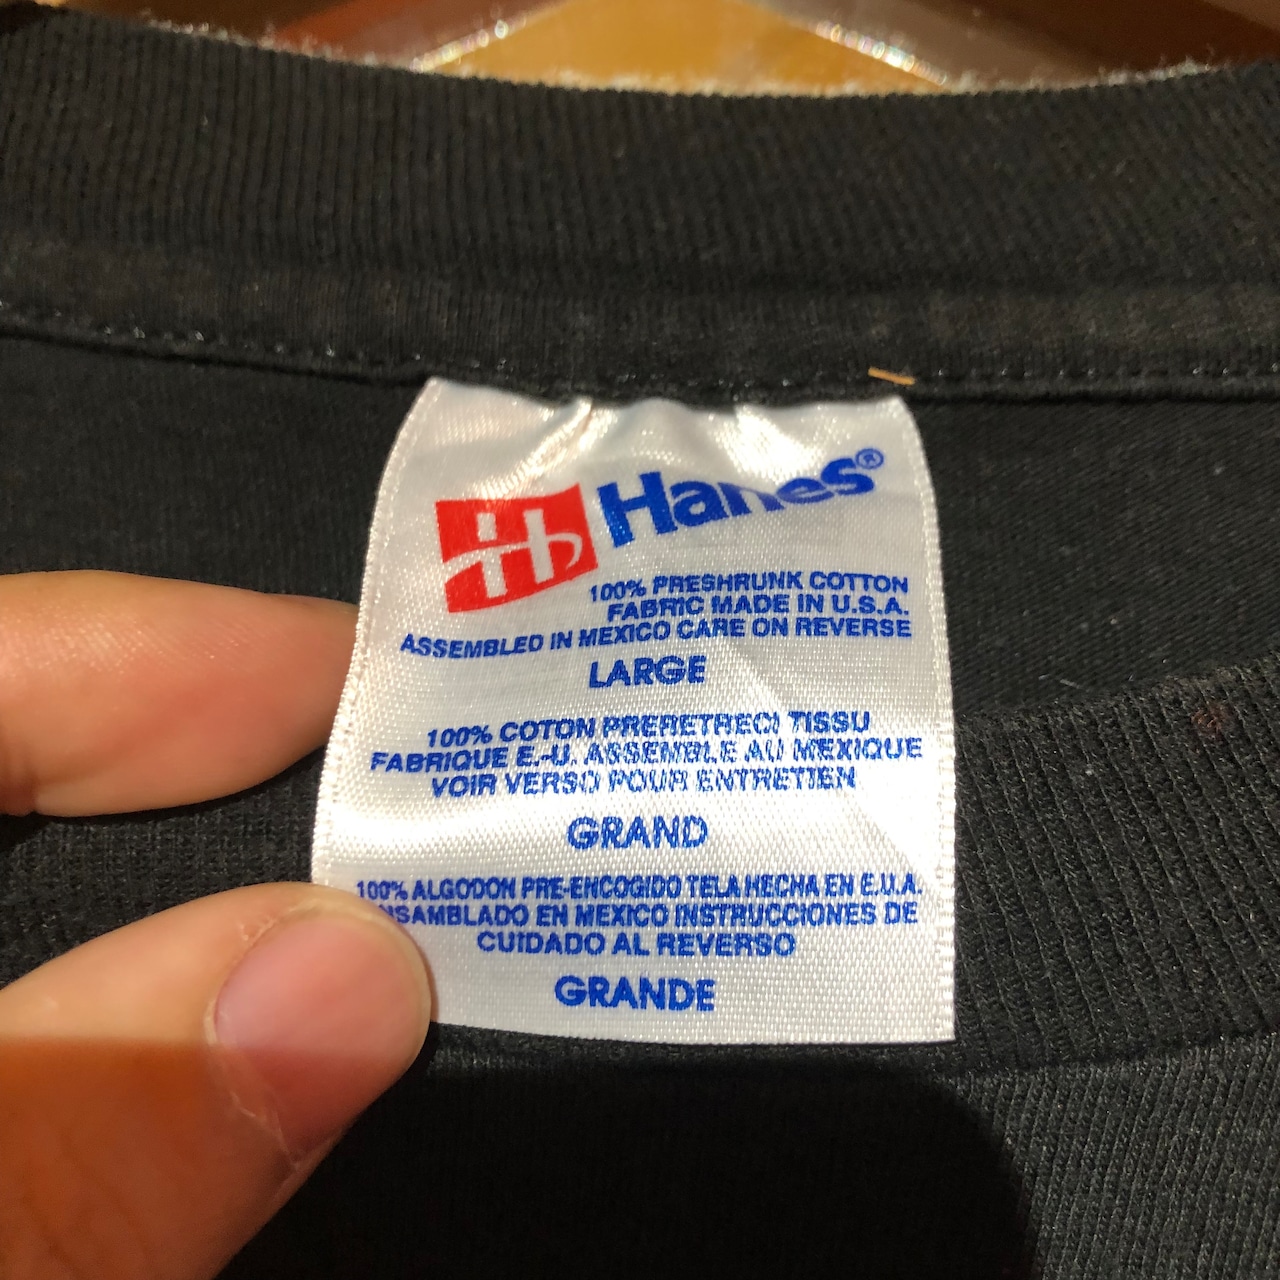 Hanes®
100% PRESHRUNK COTTON
FABRIC MADE IN U.S.A.
ASSEMBLED IN MEXICO CARE ON REVERSE
LARGE
100% COTON PRERETRECI TISSU
FABRIQUE E.-U. ASSEMBLE AU MEXIQUE
VOIR VERSO POUR ENTRETIEN
GRAND
100% ALGODON PRE-ENCOGIDO TELA HECHA EN E.U.A.
NSAMBLADO EN MEXICO INSTRUCCIONES DE
CUIDADO AL REVERSO
GRANDE